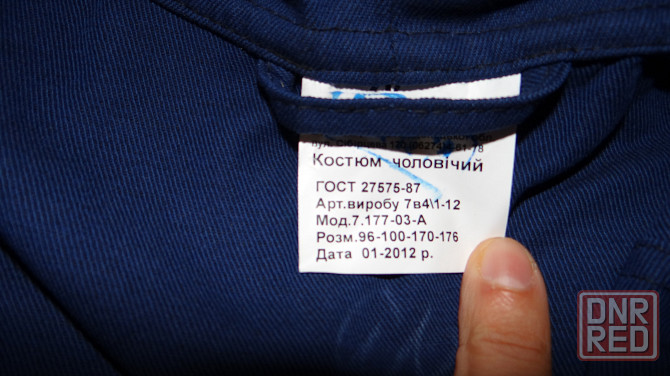 Костюм чоловічий
ГОСТ 27575-87
Арт.виробу 7в4\1-12
Мод.7.177-03-А
Розм.96-100-170-176
Дата 01-2012 р.
DNR
RED